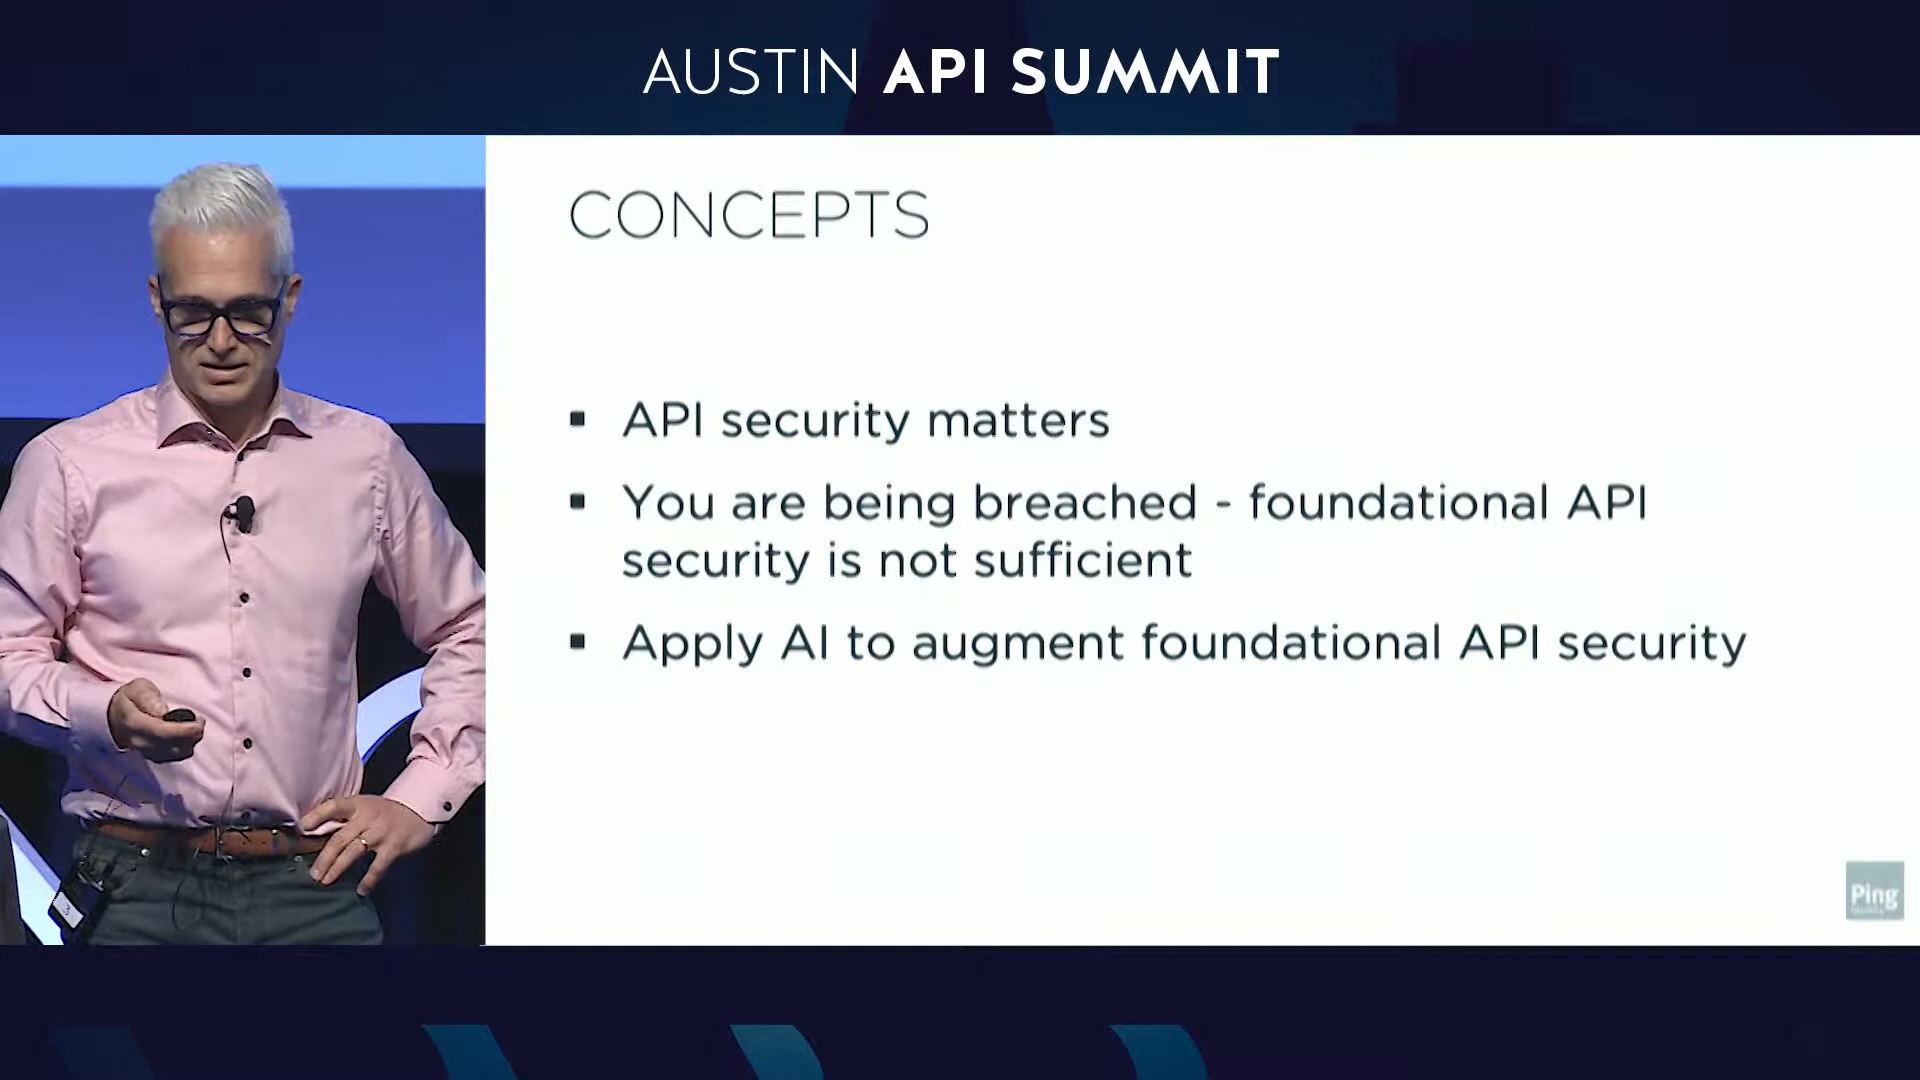 AUSTIN API SUMMIT
CONCEPTS
▪ API security matters
▪ You are being breached - foundational API
security is not sufficient
▪ Apply AI to augment foundational API security
Ping
3